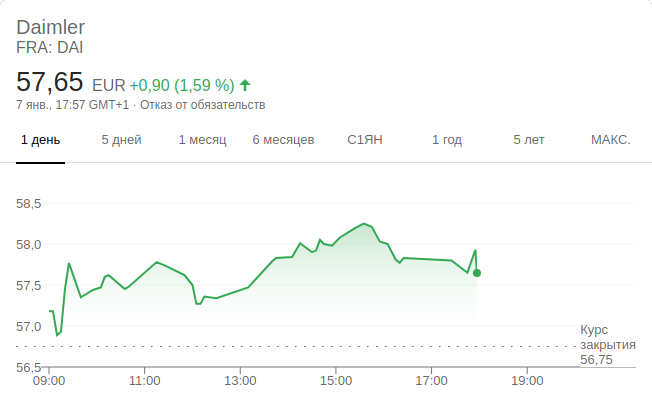 Daimler
FRA: DAI
57,65 EUR +0,90 (1,59 %)
7 янв., 17:57 GMT+1 · Отказ от обязательств
1 день 5 дней 1 месяц 6 месяцев С1ЯН 1 год 5 лет МАКС.
58,5
58,0
57,5
57,0
Курс
закрытия
56,75
56,5
09:00 11:00 13:00 15:00 17:00 19:00